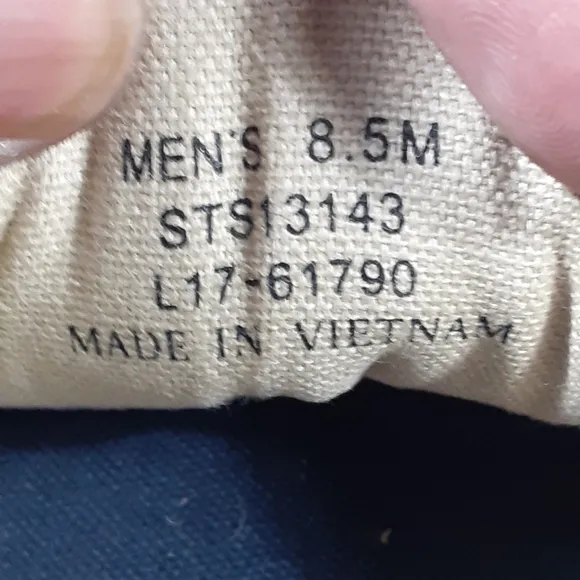 MEN'S 8.5M
STS13143
L17-61790
MADE IN VIETNAM